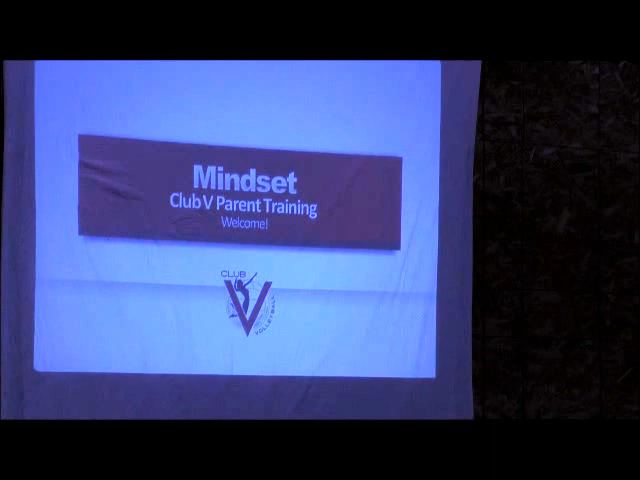 Mindset
Club V Parent Training
Welcome!
CLUB
V
VOLLEYBALL